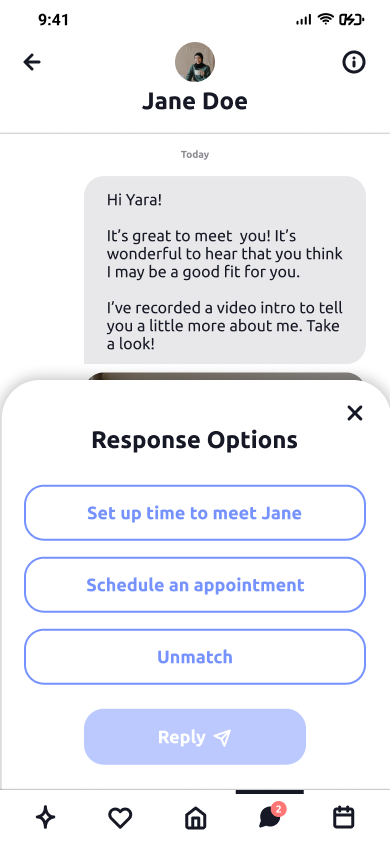 9:41
Jane Doe
Today
Hi Yara!
It’s great to meet  you! It’s
wonderful to hear that you think
I may be a good fit for you.
I’ve recorded a video intro to tell
you a little more about me. Take
a look!
Response Options
Set up time to meet Jane
Schedule an appointment
Unmatch
Reply
2